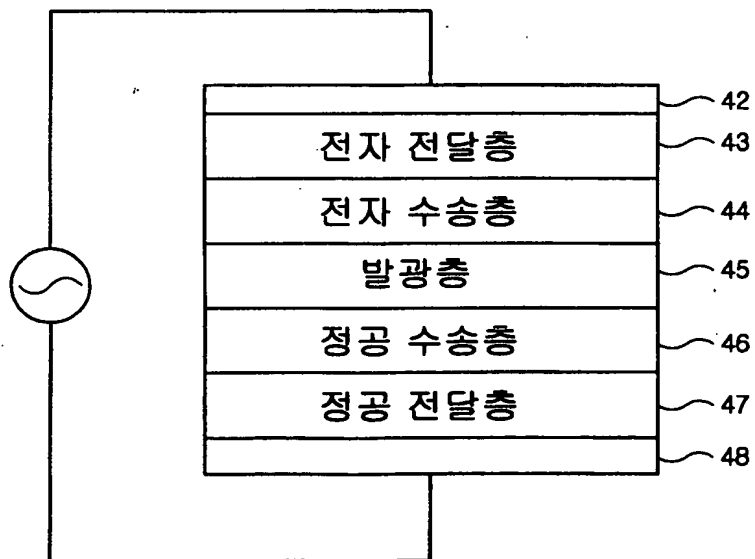 42
전자 전달층 43
전자 수송층 44
발광층 45
정공 수송층 46
정공 전달층 47
48